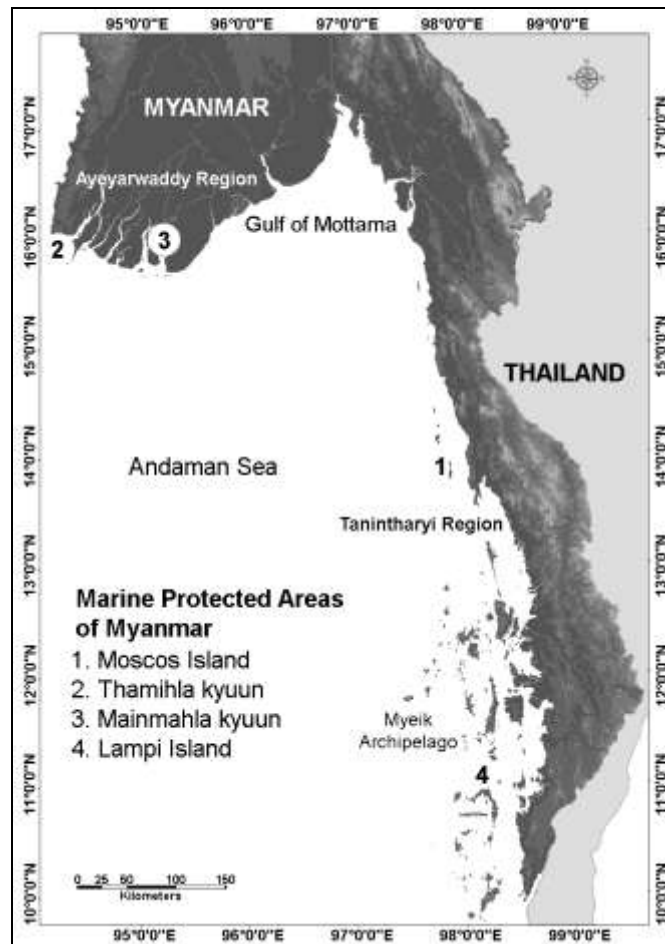 95°0'0"N 96°0'0"N 97°0'0"N 98°0'0"N 99°0'0"N
MYANMAR
Ayeyarwaddy Region
Gulf of Mottama
2
3
THAILAND
Andaman Sea
1
Tanintharyi Region
Marine Protected Areas
of Myanmar
1. Moscos Island
2. Thamihla kyuun
3. Mainmahla kyuun
4. Lampi Island
Myeik
Archipelago
4
0 25 50 100 150
Kilometers
17°0'0"N
16°0'0"N
15°0'0"N
14°0'0"N
13°0'0"N
12°0'0"N
11°0'0"N
10°0'0"N
17°0'0"N
16°0'0"N
15°0'0"N
14°0'0"N
13°0'0"N
12°0'0"N
11°0'0"N
10°0'0"N
95°0'0"N 96°0'0"N 97°0'0"N 98°0'0"N 99°0'0"N